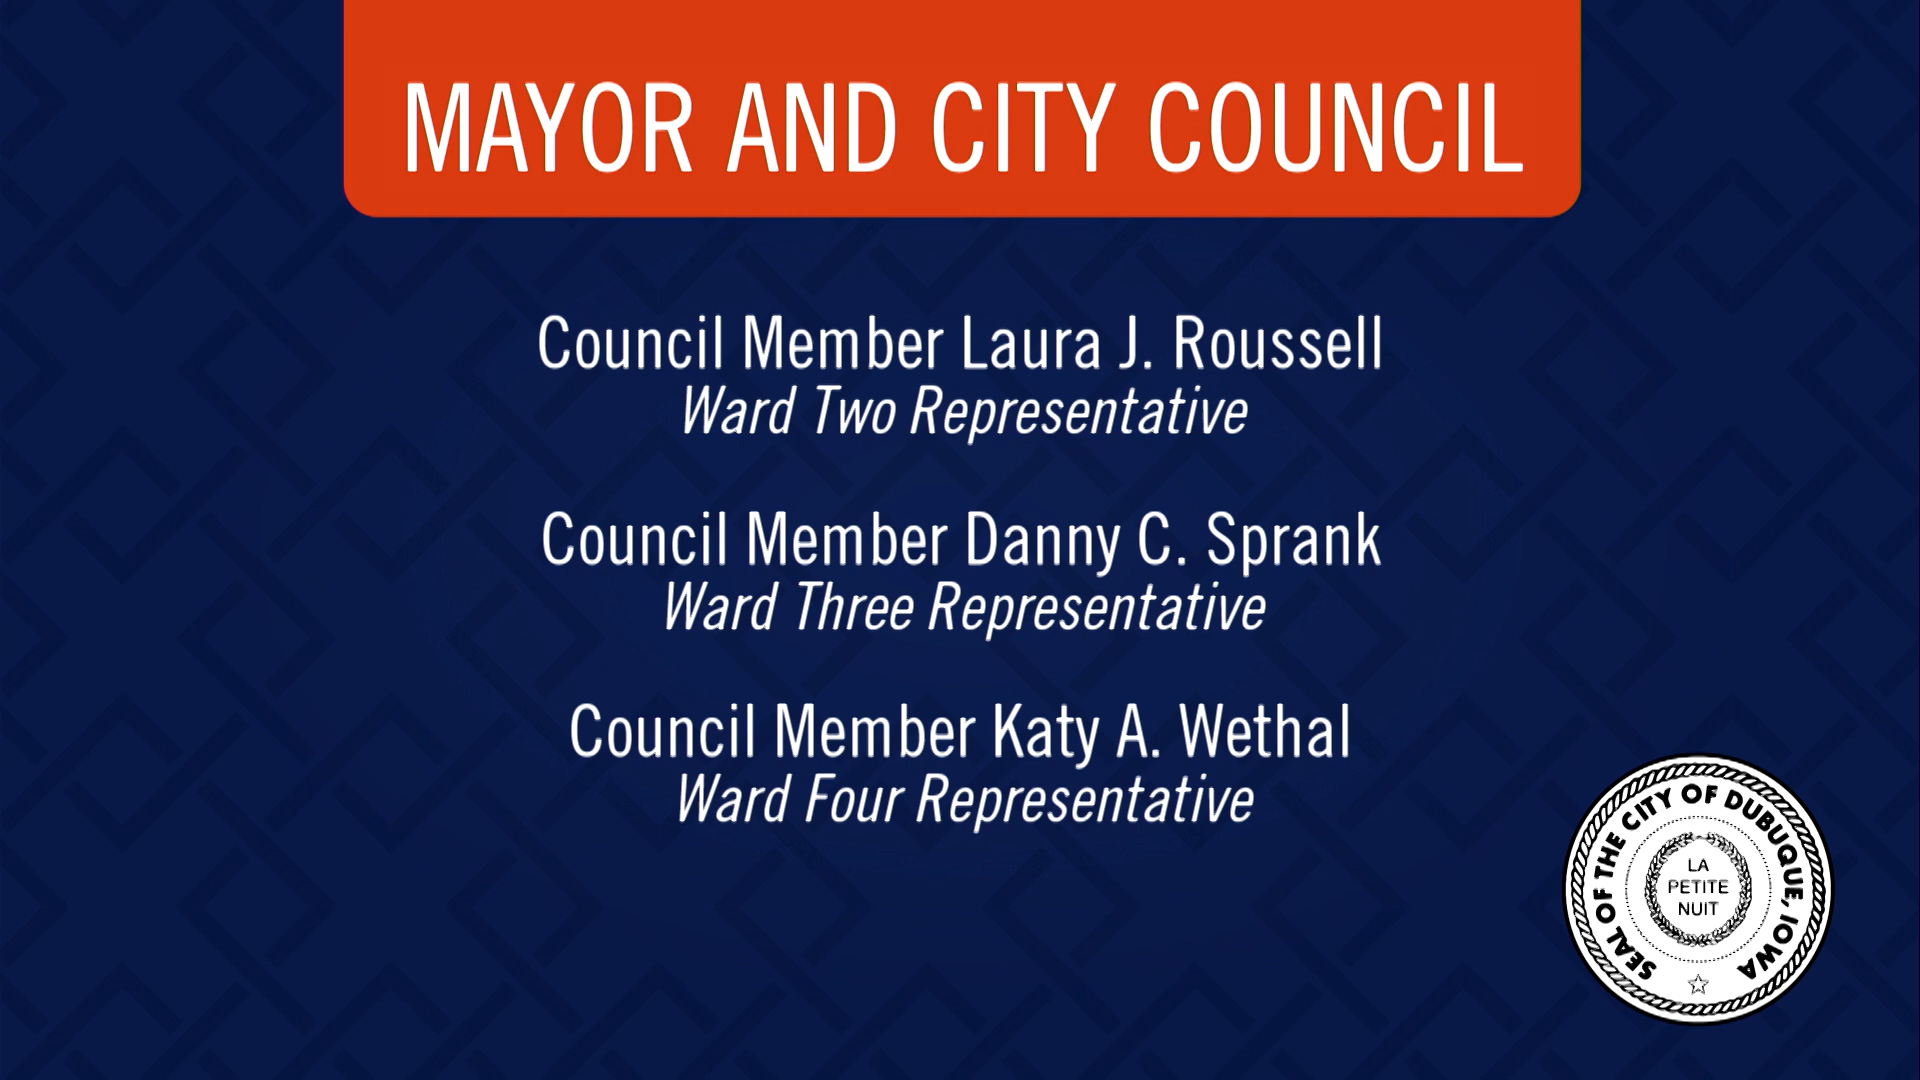 MAYOR AND CITY COUNCIL
Council Member Laura J. Roussell
Ward Two Representative
Council Member Danny C. Sprank
Ward Three Representative
Council Member Katy A. Wethal
Ward Four Representative
SEAL OF THE CITY OF DUBUQUE, IOWA
LA
PETITE
NUIT